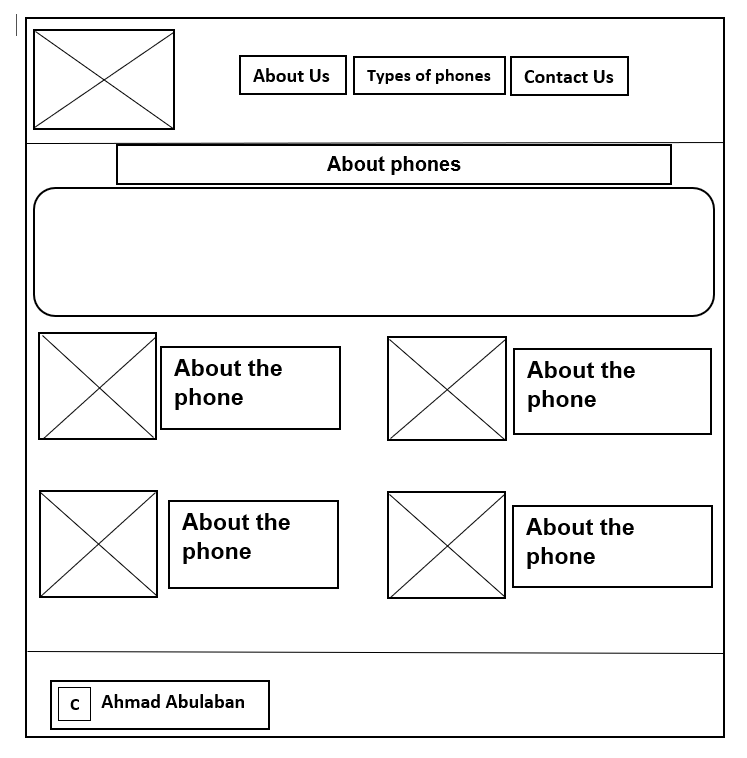 About Us
Types of phones
Contact Us
About phones
About the
phone
About the
phone
About the
phone
About the
phone
C
Ahmad Abulaban